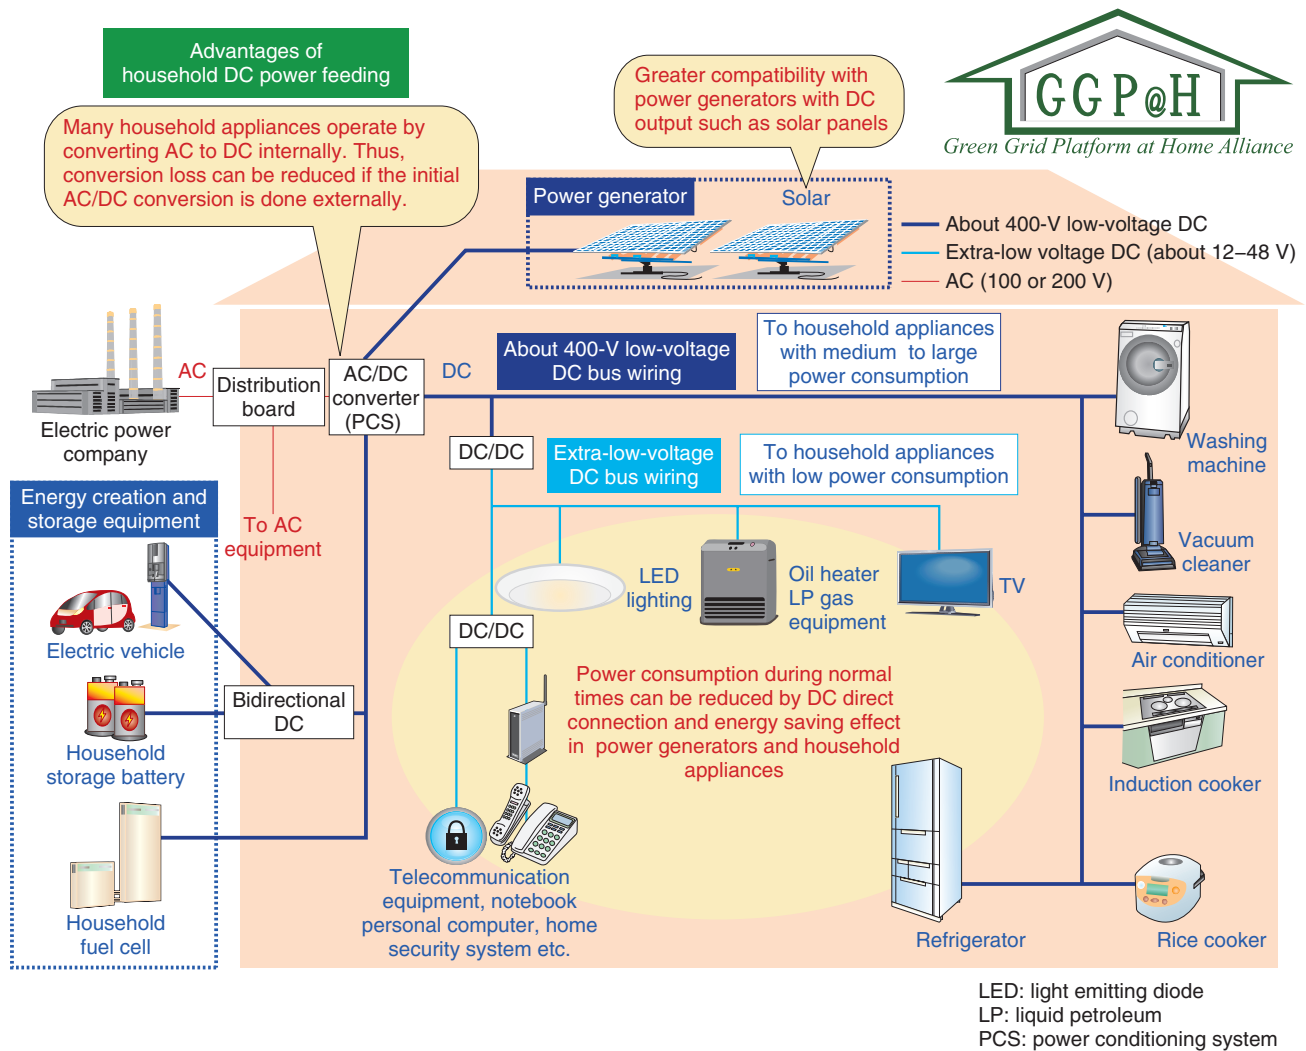 Advantages of
household DC power feeding
Many household appliances operate by
converting AC to DC internally. Thus,
conversion loss can be reduced if the initial
AC/DC conversion is done externally.
Greater compatibility with
power generators with DC
output such as solar panels
GGP@H
Green Grid Platform at Home Alliance
Power generator
Solar
About 400-V low-voltage DC
Extra-low voltage DC (about 12–48 V)
AC (100 or 200 V)
Electric power
company
AC
Distribution
board
AC/DC
converter
(PCS)
DC
About 400-V low-voltage
DC bus wiring
To household appliances
with medium to large
power consumption
DC/DC
Extra-low-voltage
DC bus wiring
To household appliances
with low power consumption
Washing
machine
Energy creation and
storage equipment
To AC
equipment
Vacuum
cleaner
LED
lighting
Oil heater
LP gas
equipment
TV
Electric vehicle
DC/DC
Air conditioner
Bidirectional
DC
Power consumption during normal
times can be reduced by DC direct
connection and energy saving effect
in power generators and household
appliances
Household
storage battery
Induction cooker
Telecommunication
equipment, notebook
personal computer, home
security system etc.
Household
fuel cell
Refrigerator
Rice cooker
LED: light emitting diode
LP: liquid petroleum
PCS: power conditioning system